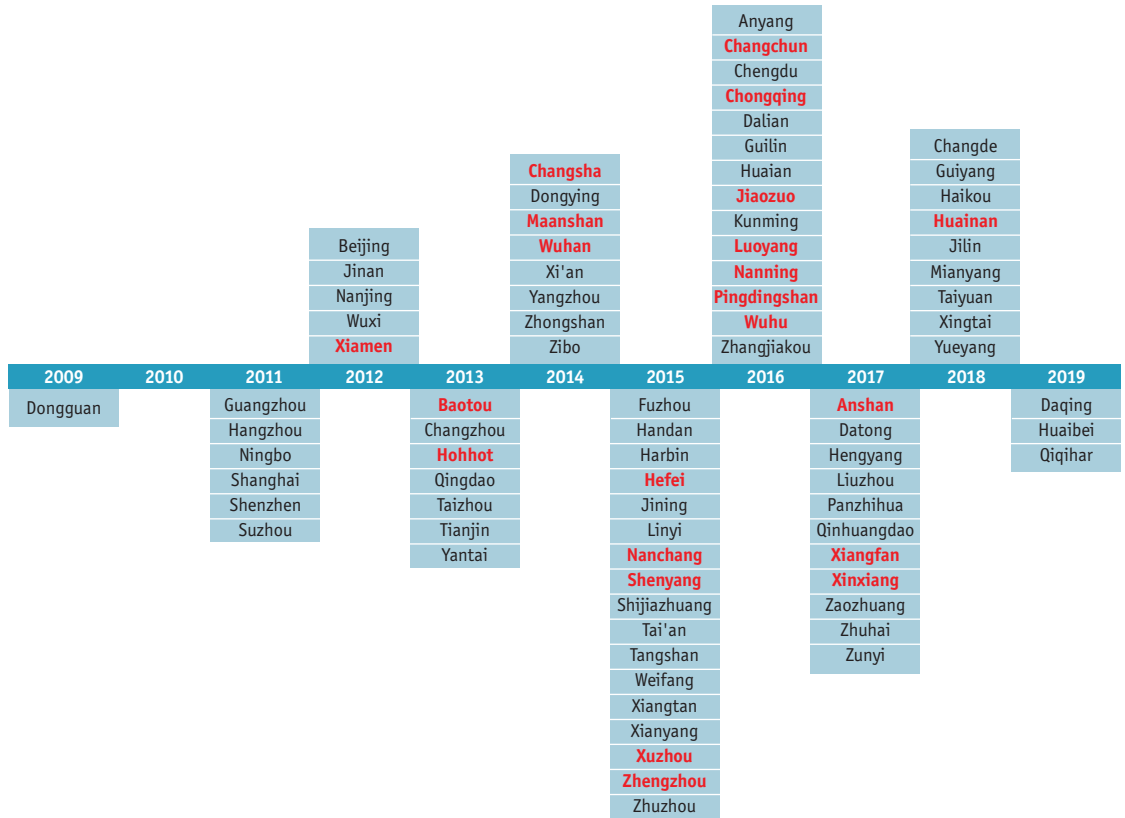 Anyang
Changchun
Chengdu
Chongqing
Dalian
Guilin
Huaian
Jiaozuo
Kunming
Luoyang
Nanning
Pingdingshan
Wuhu
Zhangjiakou
Changde
Guiyang
Haikou
Huainan
Jilin
Mianyang
Taiyuan
Xingtai
Yueyang
Changsha
Dongying
Maanshan
Wuhan
Xi'an
Yangzhou
Zhongshan
Zibo
Beijing
Jinan
Nanjing
Wuxi
Xiamen
2009 2010 2011 2012 2013 2014 2015 2016 2017 2018 2019
Dongguan
Guangzhou
Hangzhou
Ningbo
Shanghai
Shenzhen
Suzhou
Baotou
Changzhou
Hohhot
Qingdao
Taizhou
Tianjin
Yantai
Fuzhou
Handan
Harbin
Hefei
Jining
Linyi
Nanchang
Shenyang
Shijiazhuang
Tai'an
Tangshan
Weifang
Xiangtan
Xianyang
Xuzhou
Zhengzhou
Zhuzhou
Anshan
Datong
Hengyang
Liuzhou
Panzhihua
Qinhuangdao
Xiangfan
Xinxiang
Zaozhuang
Zhuhai
Zunyi
Daqing
Huaibei
Qiqihar